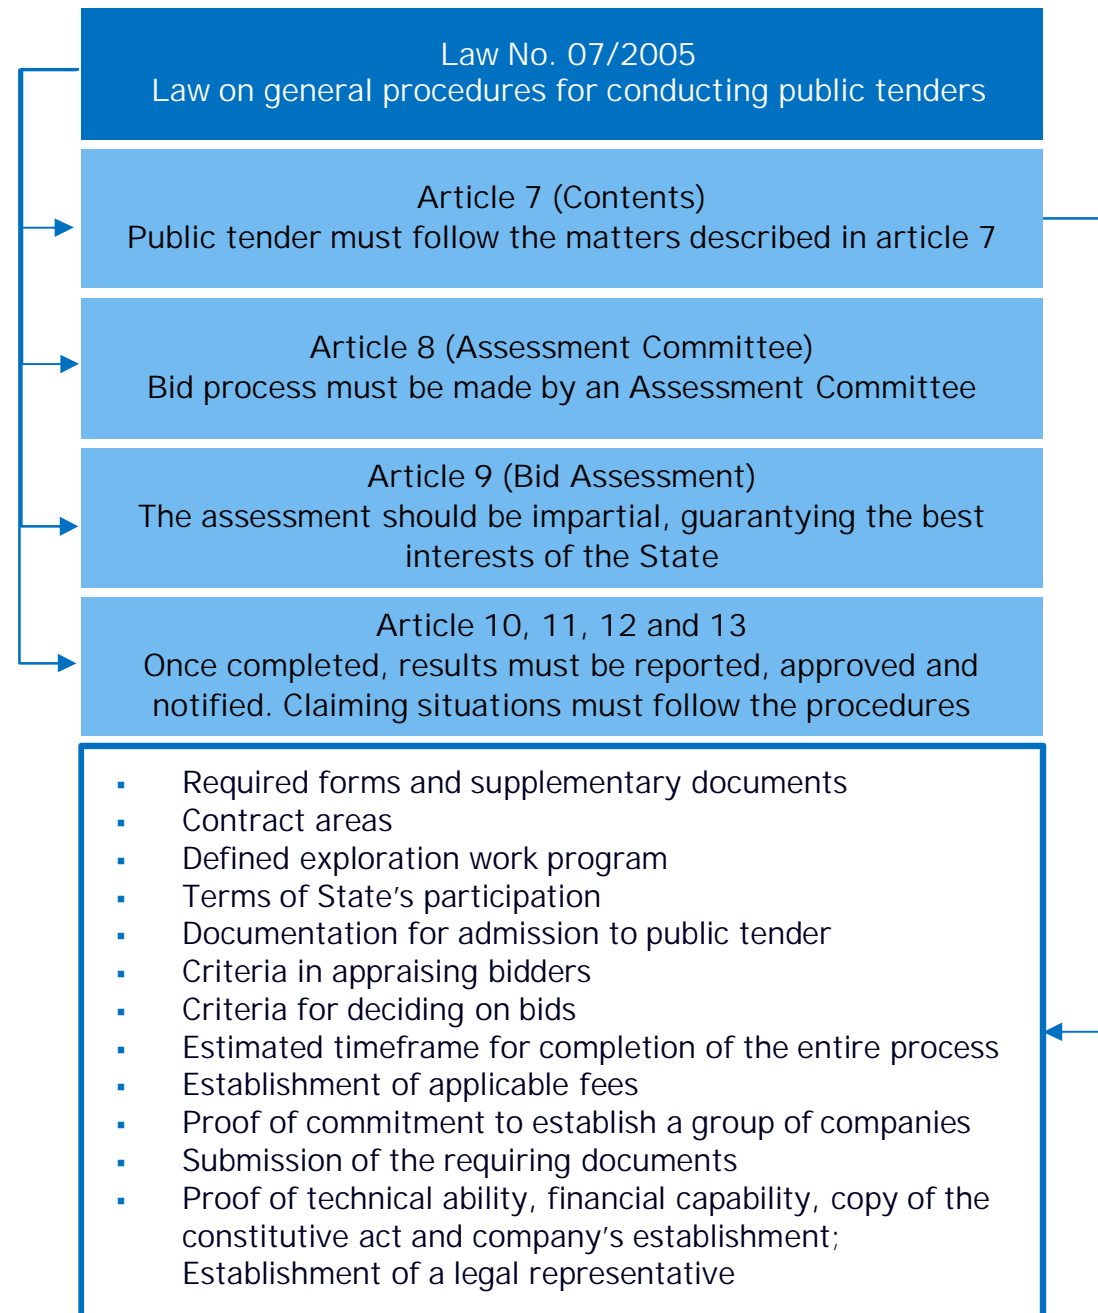 Law No. 07/2005
Law on general procedures for conducting public tenders
Article 7 (Contents)
Public tender must follow the matters described in article 7
Article 8 (Assessment Committee)
Bid process must be made by an Assessment Committee
Article 9 (Bid Assessment)
The assessment should be impartial, guarantying the best
interests of the State
Article 10, 11, 12 and 13
Once completed, results must be reported, approved and
notified. Claiming situations must follow the procedures
▪ Required forms and supplementary documents
▪ Contract areas
▪ Defined exploration work program
▪ Terms of State's participation
▪ Documentation for admission to public tender
▪ Criteria in appraising bidders
▪ Criteria for deciding on bids
▪ Estimated timeframe for completion of the entire process
▪ Establishment of applicable fees
▪ Proof of commitment to establish a group of companies
▪ Submission of the requiring documents
▪ Proof of technical ability, financial capability, copy of the
constitutive act and company's establishment;
Establishment of a legal representative